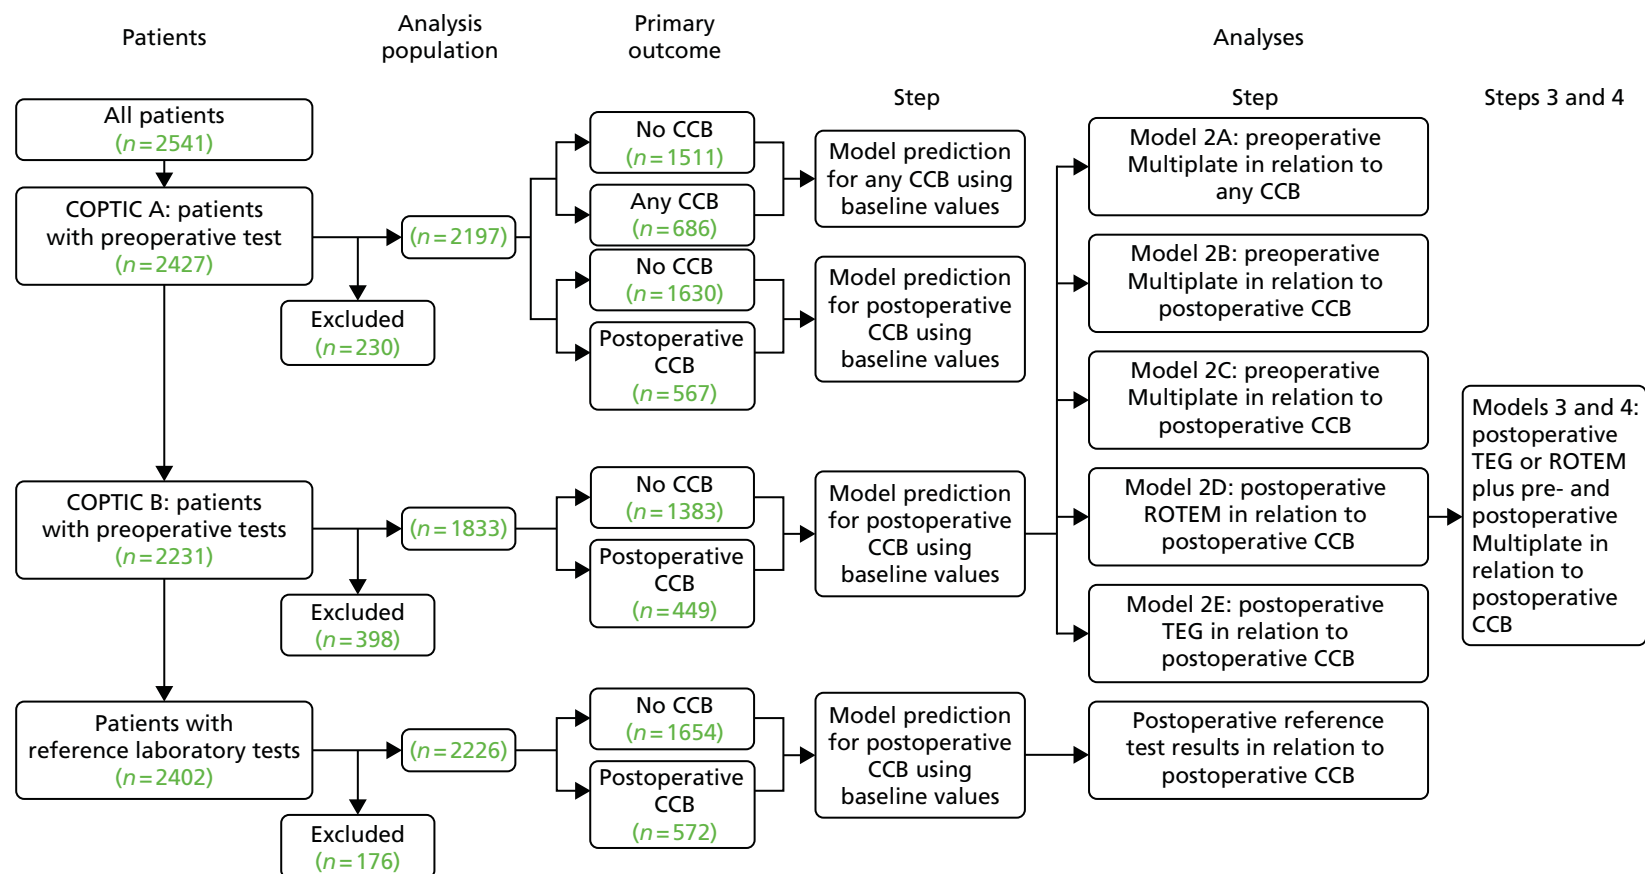 Patients
Analysis
population
Primary
outcome
Analyses
Step
Step
Steps 3 and 4
All patients
(n=2541)
COPTIC A: patients
with preoperative test
(n=2427)
Excluded
(n=230)
(n=2197)
No CCB
(n=1511)
Any CCB
(n=686)
No CCB
(n=1630)
Postoperative
CCB
(n=567)
Model prediction
for any CCB using
baseline values
Model prediction
for postoperative
CCB using
baseline values
COPTIC B: patients
with preoperative tests
(n=2231)
Excluded
(n=398)
(n=1833)
No CCB
(n=1383)
Postoperative
CCB
(n=449)
Model prediction
for postoperative
CCB using
baseline values
Patients with
reference laboratory tests
(n=2402)
Excluded
(n=176)
(n=2226)
No CCB
(n=1654)
Postoperative
CCB
(n=572)
Model prediction
for postoperative
CCB using
baseline values
Model 2A: preoperative
Multiplate in relation to
any CCB
Model 2B: preoperative
Multiplate in relation to
postoperative CCB
Model 2C: preoperative
Multiplate in relation to
postoperative CCB
Model 2D: postoperative
ROTEM in relation to
postoperative CCB
Model 2E: postoperative
TEG in relation to
postoperative CCB
Postoperative reference
test results in relation to
postoperative CCB
Models 3 and 4:
postoperative
TEG or ROTEM
plus pre- and
postoperative
Multiplate in
relation to
postoperative
CCB